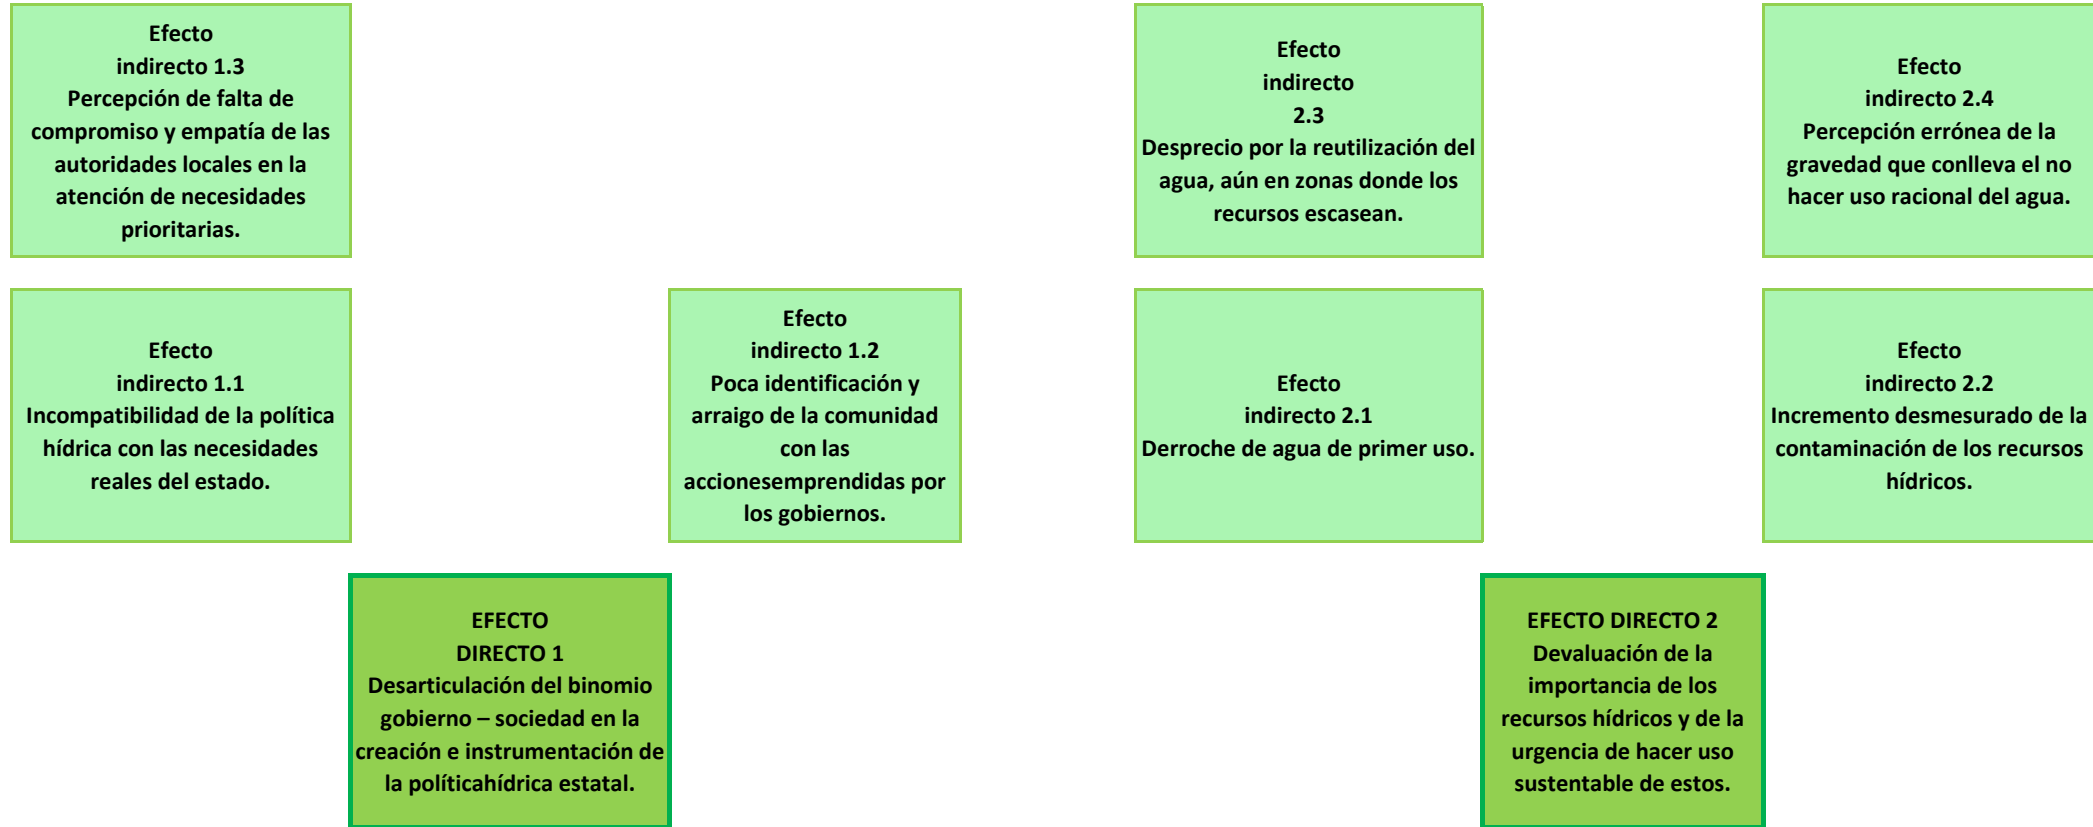 Efecto
indirecto 1.3
Percepción de falta de
compromiso y empatía de las
autoridades locales en la
atención de necesidades
prioritarias.
Efecto
indirecto
2.3
Desprecio por la reutilización del
agua, aún en zonas donde los
recursos escasean.
Efecto
indirecto 2.4
Percepción errónea de la
gravedad que conlleva el no
hacer uso racional del agua.
Efecto
indirecto 1.1
Incompatibilidad de la política
hídrica con las necesidades
reales del estado.
Efecto
indirecto 1.2
Poca identificación y
arraigo de la comunidad
con las
accionesemprendidas por
los gobiernos.
Efecto
indirecto 2.1
Derroche de agua de primer uso.
Efecto
indirecto 2.2
Incremento desmesurado de la
contaminación de los recursos
hídricos.
EFECTO
DIRECTO 1
Desarticulación del binomio
gobierno – sociedad en la
creación e instrumentación de
la políticahídrica estatal.
EFECTO DIRECTO 2
Devaluación de la
importancia de los
recursos hídricos y de la
urgencia de hacer uso
sustentable de estos.